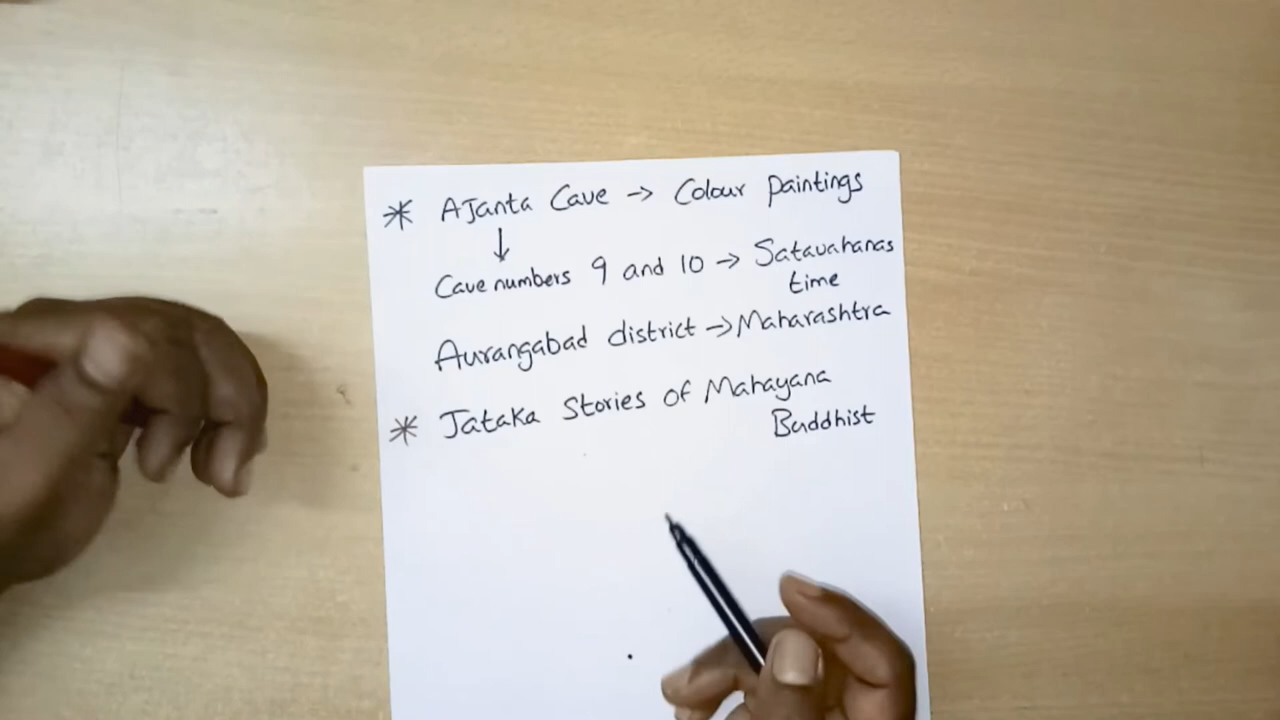 * Ajanta Cave → Colour paintings
↓
Cave numbers 9 and 10 → Satavahanas
time
Aurangabad district → Maharashtra
* Jataka Stories of Mahayana
Buddhist